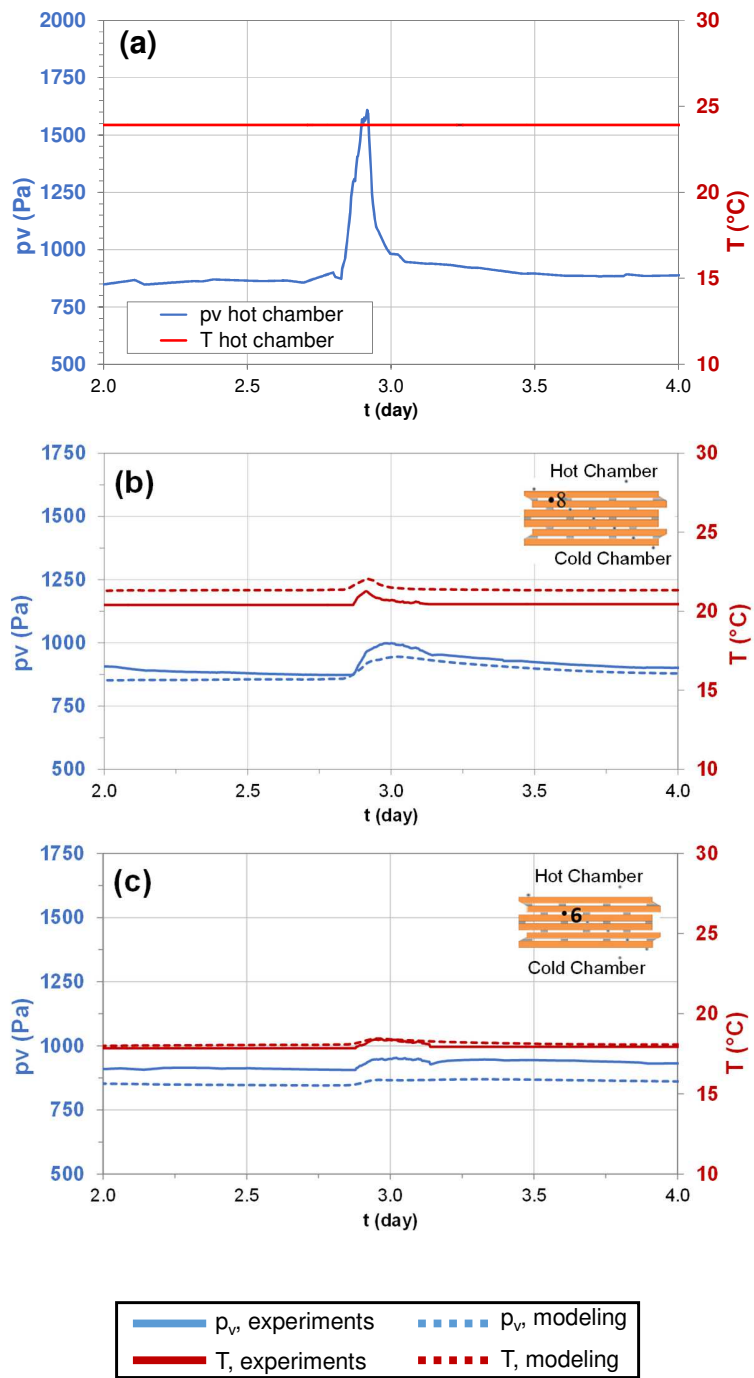 (a)
2000
1750
1500
1250
1000
750
500
pv (Pa)
30
25
20
15
10
T (°C)
pv hot chamber
T hot chamber
2.0 2.5 3.0 3.5 4.0
t (day)
(b)
1750
1500
1250
1000
750
500
pv (Pa)
30
25
20
15
10
T (°C)
Hot Chamber
8
Cold Chamber
2.0 2.5 3.0 3.5 4.0
t (day)
(c)
1750
1500
1250
1000
750
500
pv (Pa)
30
25
20
15
10
T (°C)
Hot Chamber
6
Cold Chamber
2.0 2.5 3.0 3.5 4.0
t (day)
pv, experiments pv, modeling
T, experiments T, modeling